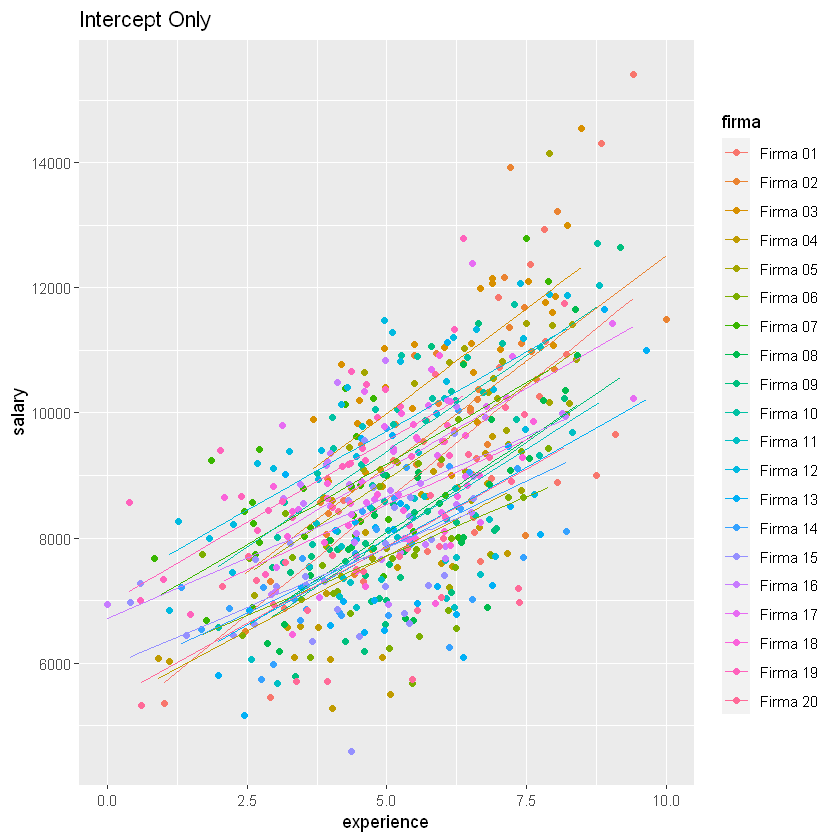 Intercept Only
salary
14000
12000
10000
8000
6000
0.0 2.5 5.0 7.5 10.0
experience
firma
Firma 01
Firma 02
Firma 03
Firma 04
Firma 05
Firma 06
Firma 07
Firma 08
Firma 09
Firma 10
Firma 11
Firma 12
Firma 13
Firma 14
Firma 15
Firma 16
Firma 17
Firma 18
Firma 19
Firma 20